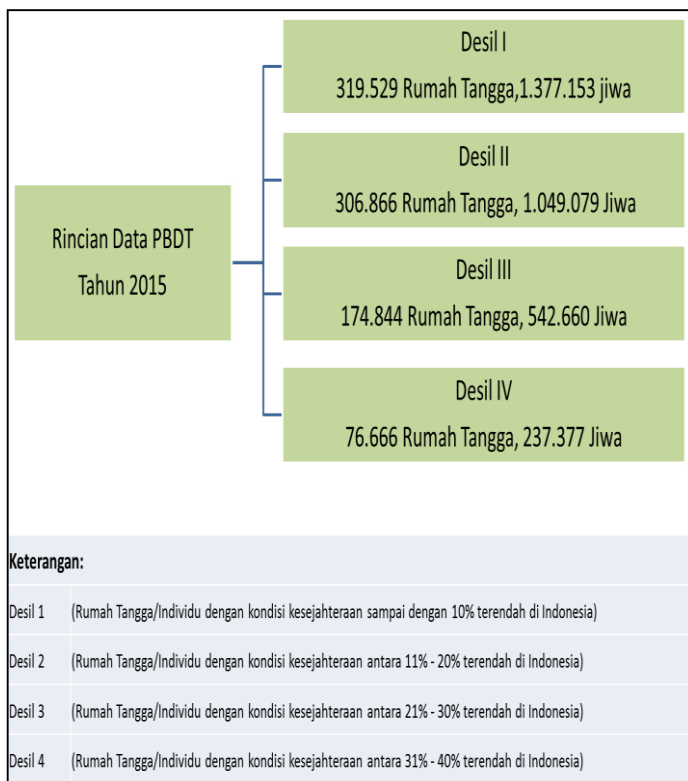 Rincian Data PBDT
Tahun 2015
Desil I
319.529 Rumah Tangga,1.377.153 jiwa
Desil II
306.866 Rumah Tangga, 1.049.079 Jiwa
Desil III
174.844 Rumah Tangga, 542.660 Jiwa
Desil IV
76.666 Rumah Tangga, 237.377 Jiwa
Keterangan:
Desil 1 (Rumah Tangga/Individu dengan kondisi kesejahteraan sampai dengan 10% terendah di Indonesia)
Desil 2 (Rumah Tangga/Individu dengan kondisi kesejahteraan antara 11% - 20% terendah di Indonesia)
Desil 3 (Rumah Tangga/Individu dengan kondisi kesejahteraan antara 21% - 30% terendah di Indonesia)
Desil 4 (Rumah Tangga/Individu dengan kondisi kesejahteraan antara 31% - 40% terendah di Indonesia)